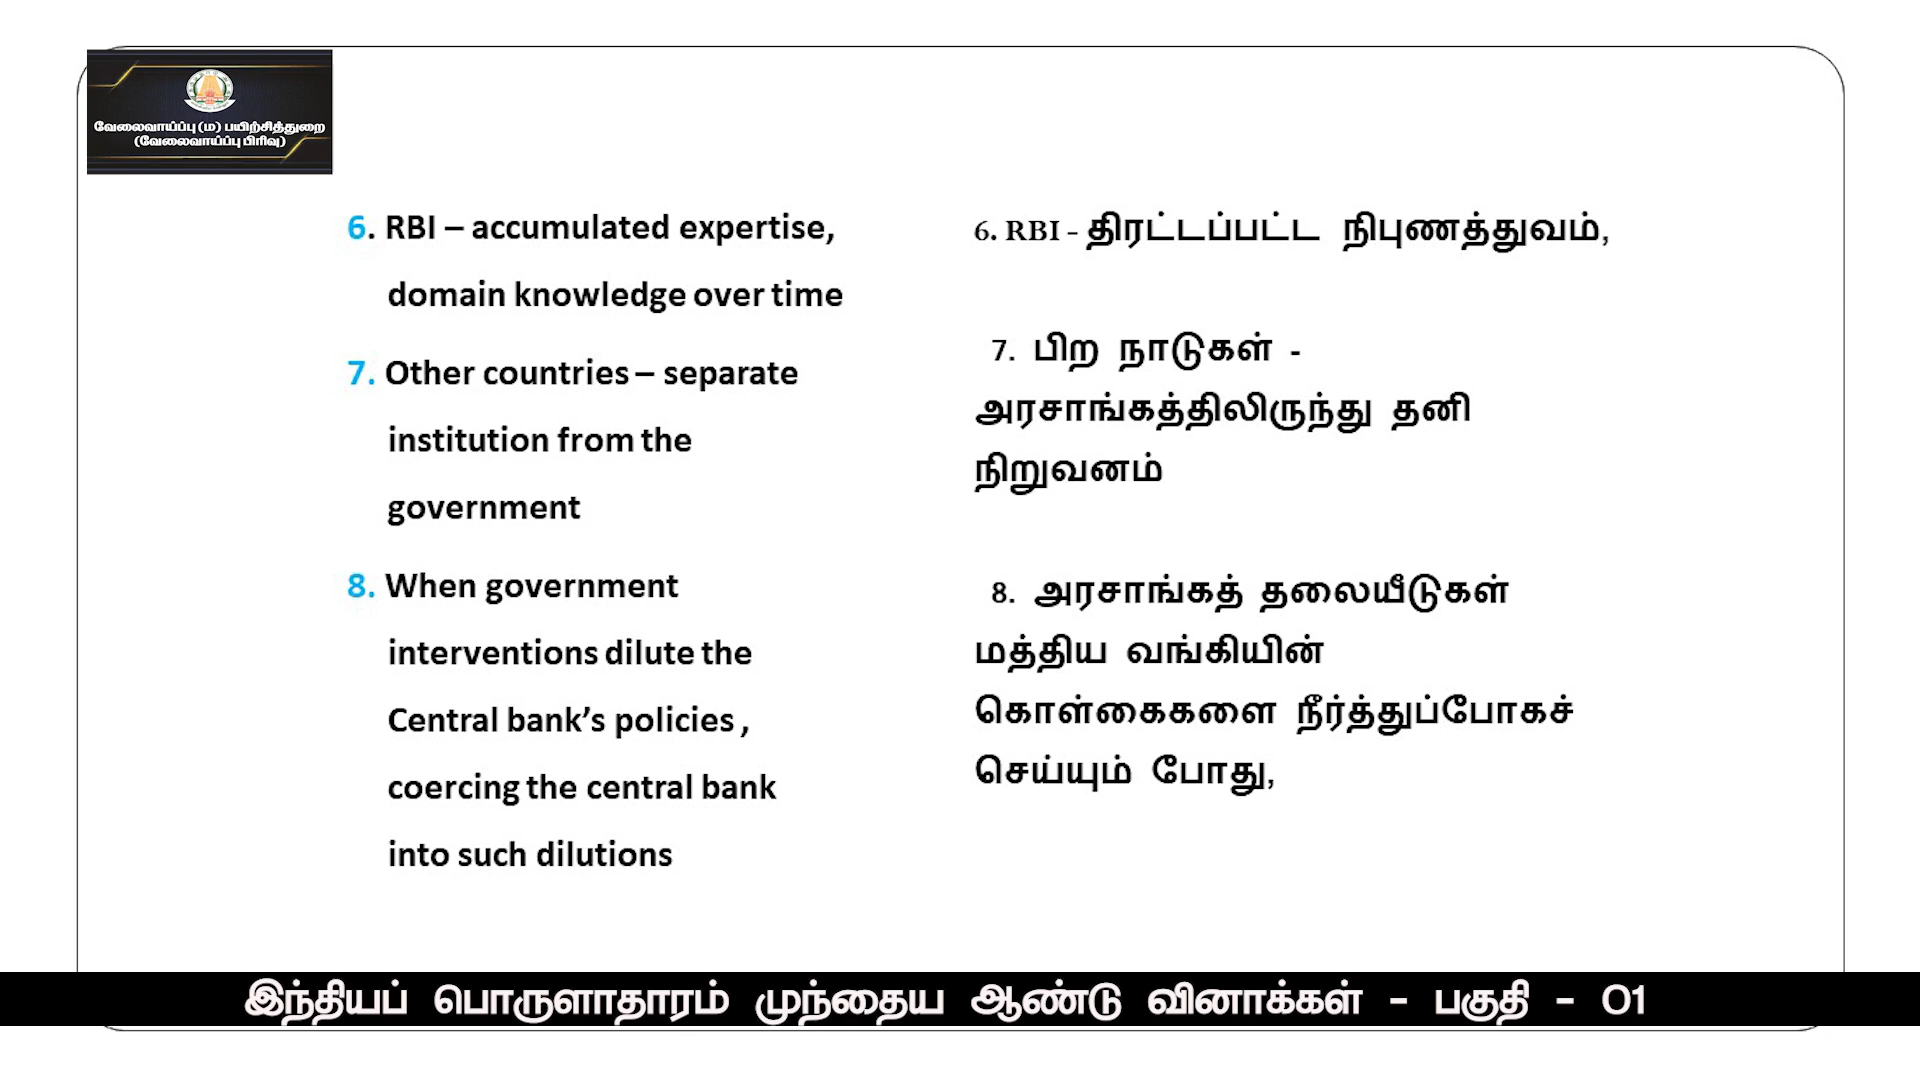 வேலைவாய்ப்பு (ம) பயிற்சித்துறை
(வேலைவாய்ப்பு பிரிவு)
6. RBI – accumulated expertise,
domain knowledge over time
7. Other countries – separate
institution from the
government
8. When government
interventions dilute the
Central bank’s policies ,
coercing the central bank
into such dilutions
6. RBI - திரட்டப்பட்ட நிபுணத்துவம்,
7. பிற நாடுகள் -
அரசாங்கத்திலிருந்து தனி
நிறுவனம்
8. அரசாங்கத் தலையீடுகள்
மத்திய வங்கியின்
கொள்கைகளை நீர்த்துப்போகச்
செய்யும் போது,
இந்தியப் பொருளாதாரம் முந்தைய ஆண்டு வினாக்கள் - பகுதி - 01